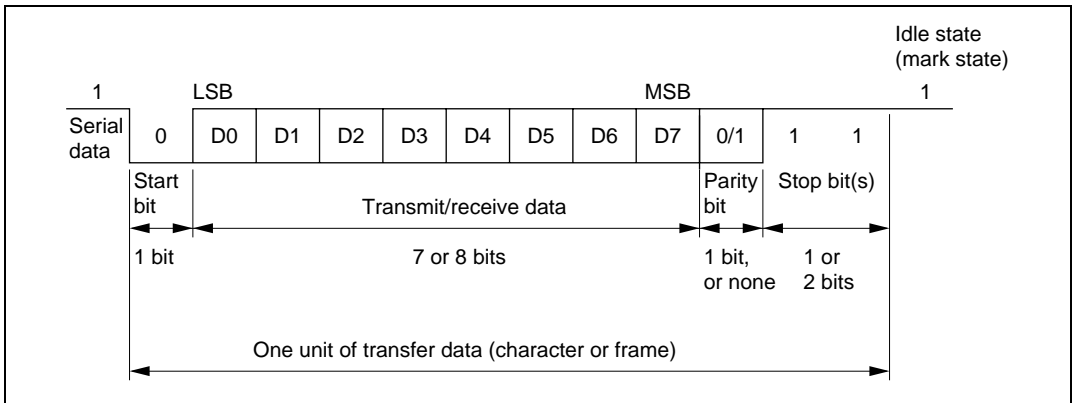 Idle state
(mark state)
1 LSB MSB 1
Serial
data
0 D0 D1 D2 D3 D4 D5 D6 D7 0/1 1 1
Start
bit
Transmit/receive data
Parity
bit
Stop bit(s)
1 bit
7 or 8 bits
1 bit,
or none
1 or
2 bits
One unit of transfer data (character or frame)